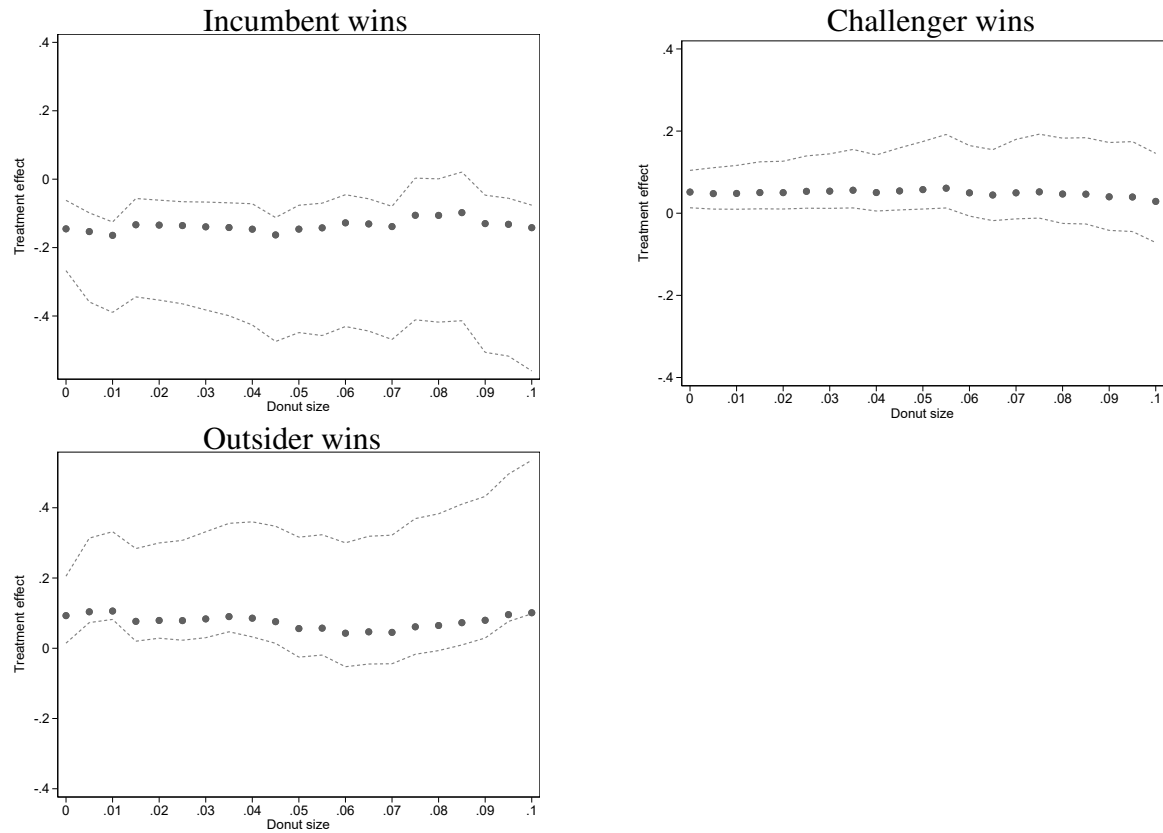 Incumbent wins
.4
.2
0
-.2
-.4
Treatment effect
0 .01 .02 .03 .04 .05 .06 .07 .08 .09 .1
Donut size
Challenger wins
.4
.2
0
-.2
-.4
Treatment effect
0 .01 .02 .03 .04 .05 .06 .07 .08 .09 .1
Donut size
Outsider wins
.4
.2
0
-.2
-.4
Treatment effect
0 .01 .02 .03 .04 .05 .06 .07 .08 .09 .1
Donut size